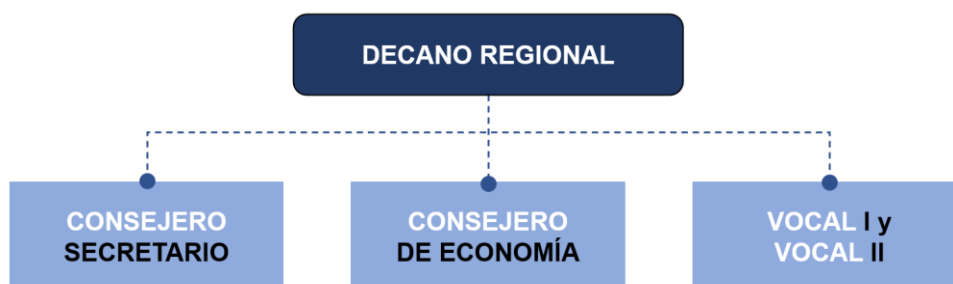 DECANO REGIONAL
CONSEJERO
SECRETARIO
CONSEJERO
DE ECONOMÍA
VOCAL I y
VOCAL II